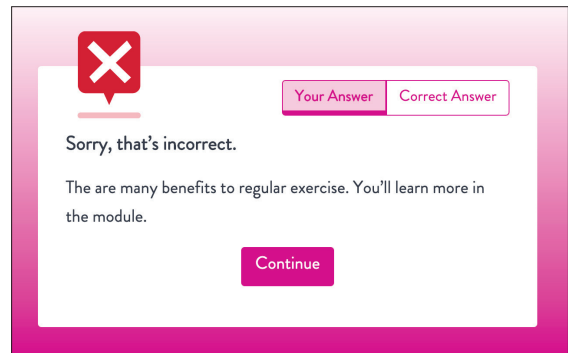 Your Answer
Correct Answer
Sorry, that's incorrect.
The are many benefits to regular exercise. You'll learn more in
the module.
Continue